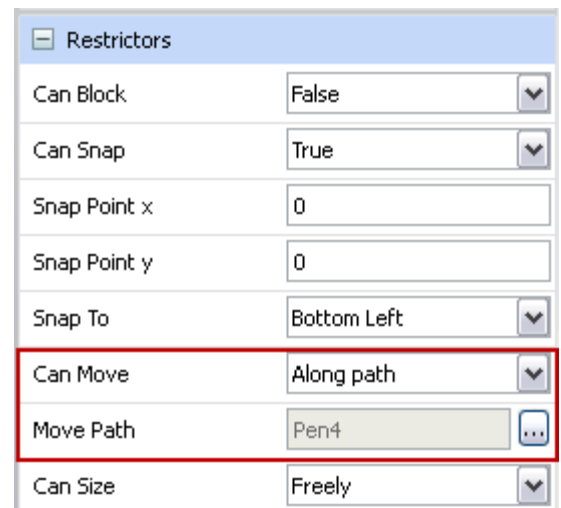 Restrictors
Can Block False
Can Snap True
Snap Point x 0
Snap Point y 0
Snap To Bottom Left
Can Move Along path
Move Path Pen4 ...
Can Size Freely